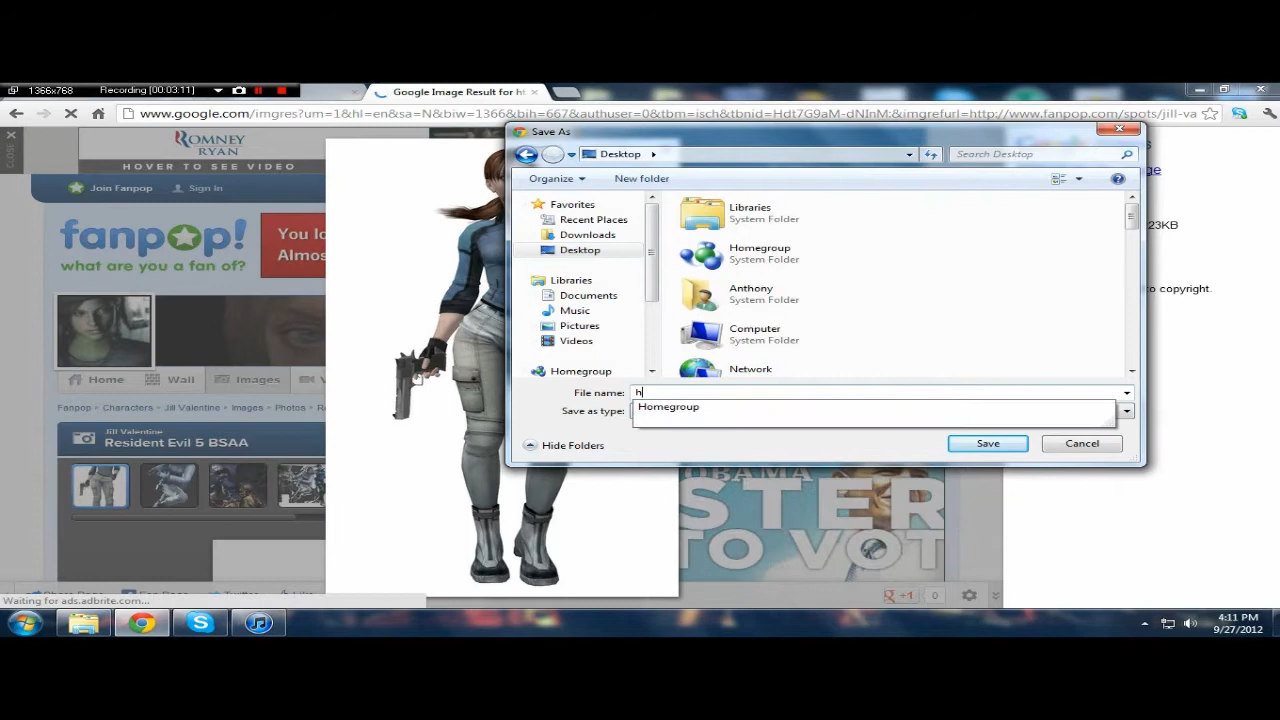 1366x768 Recording [00:03:11]
Google Image Result for ht
www.google.com/imgres?um=1&hl=en&sa=N&biw=1366&bih=667&authuser=0&tbm=isch&tbnid=Hdt7G9aM-dNInM:&imgrefurl=http://www.fanpop.com/spots/jill-va
CLOSE
ROMNEY
RYAN
HOVER TO SEE VIDEO
Join Fanpop Sign In
fanpop!
what are you a fan of?
You lo
Almos
Home Wall Images V
Fanpop Characters Jill Valentine Images Photos R
Jill Valentine
Resident Evil 5 BSAA
Save As
Desktop
Search Desktop
Organize New folder
Favorites
Recent Places
Downloads
Desktop
Libraries
Documents
Music
Pictures
Videos
Homegroup
Libraries
System Folder
Homegroup
System Folder
Anthony
System Folder
Computer
System Folder
Network
File name: h
Homegroup
Save as type:
Hide Folders Save Cancel
ge
23KB
to copyright.
OBAMA
STER
TO VOT
+1 0
Waiting for ads.adbrite.com...
4:11 PM
9/27/2012